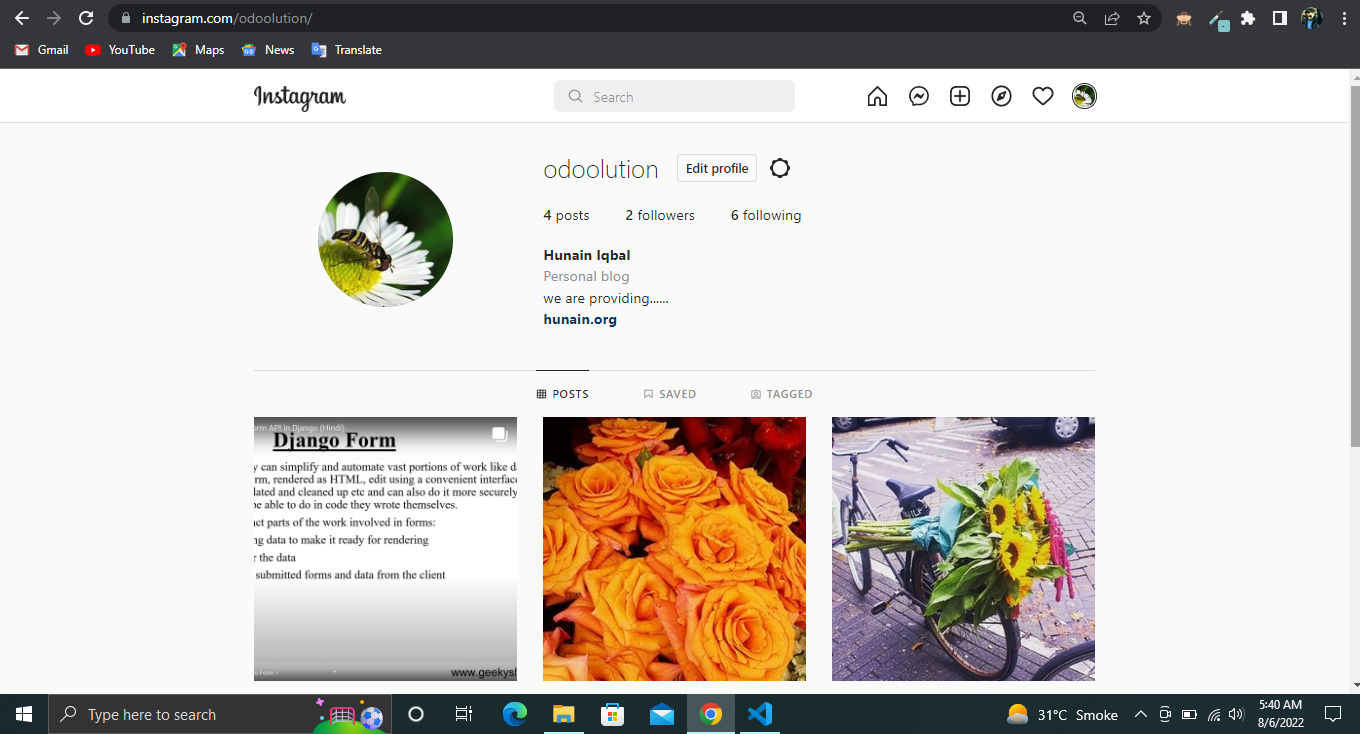 instagram.com/odoolution/
Gmail YouTube Maps News Translate
Instagram Search
odoolution Edit profile
4 posts 2 followers 6 following
Hunain Iqbal
Personal blog
we are providing......
hunain.org
POSTS SAVED TAGGED
orm API in Django (Hindi)
Django Form
y can simplify and automate vast portions of work like d
rm, rendered as HTML, edit using a convenient interface
lated and cleaned up etc and can also do it more securely
be able to do in code they wrote themselves.
act parts of the work involved in forms:
ng data to make it ready for rendering
r the data
submitted forms and data from the client
www.geekysh
Type here to search
31°C Smoke
5:40 AM
8/6/2022